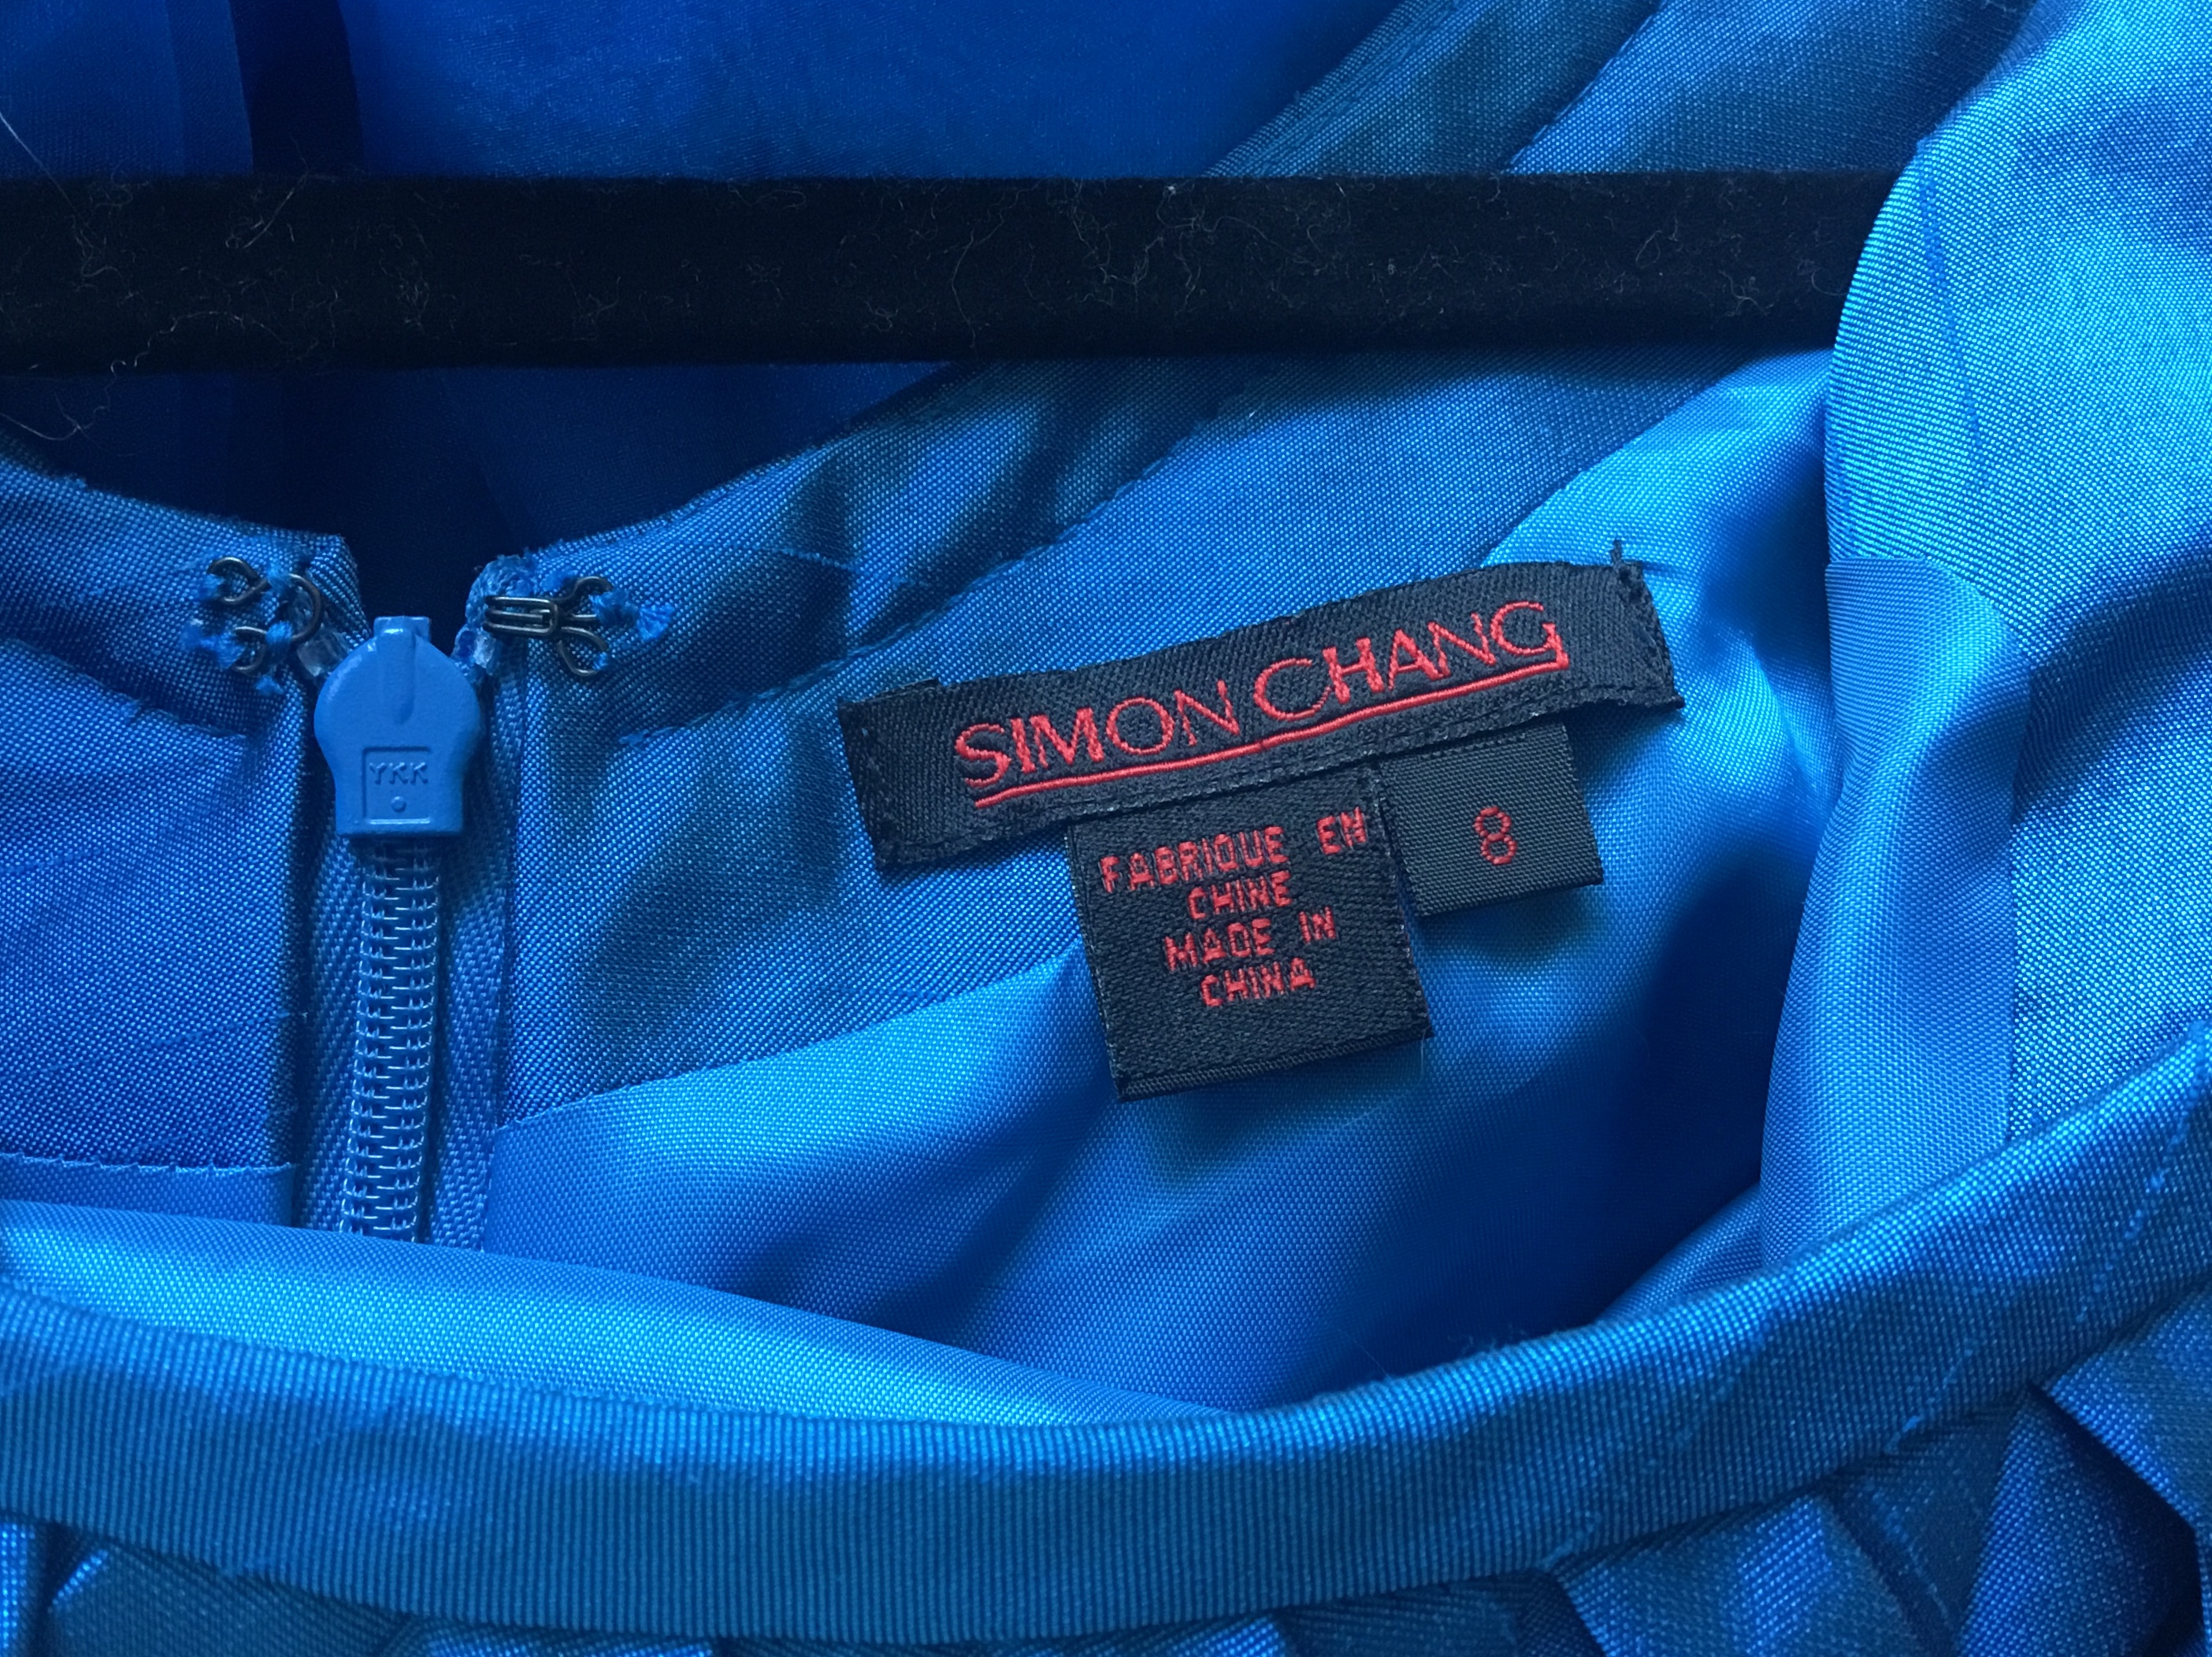 SIMON CHANG
YKK
FABRIQUE EN
CHINE
MADE IN
CHINA
8